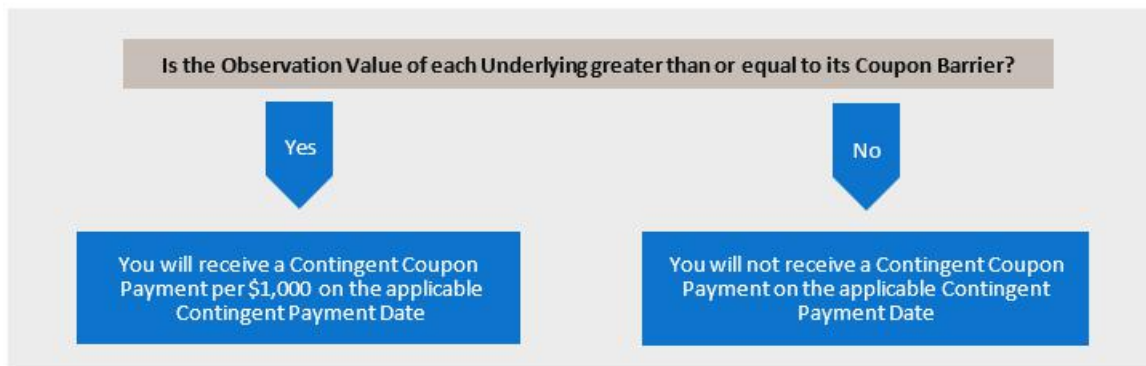 Is the Observation Value of each Underlying greater than or equal to its Coupon Barrier?
Yes
No
You will receive a Contingent Coupon
Payment per $1,000 on the applicable
Contingent Payment Date
You will not receive a Contingent Coupon
Payment on the applicable Contingent
Payment Date